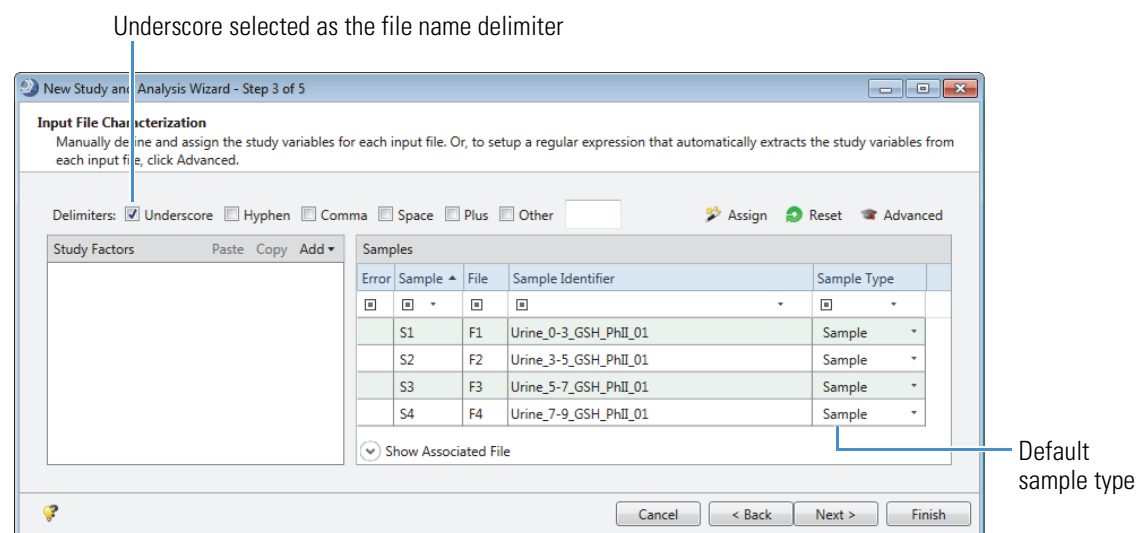 Underscore selected as the file name delimiter
New Study and Analysis Wizard - Step 3 of 5
Input File Characterization
Manually define and assign the study variables for each input file. Or, to setup a regular expression that automatically extracts the study variables from
each input file, click Advanced.
Delimiters: Underscore Hyphen Comma Space Plus Other Assign Reset Advanced
Study Factors Paste Copy Add Samples
Error Sample File Sample Identifier Sample Type
S1 F1 Urine_0-3_GSH_PhII_01 Sample
S2 F2 Urine_3-5_GSH_PhII_01 Sample
S3 F3 Urine_5-7_GSH_PhII_01 Sample
S4 F4 Urine_7-9_GSH_PhII_01 Sample
Show Associated File
Default
sample type
Cancel < Back Next > Finish